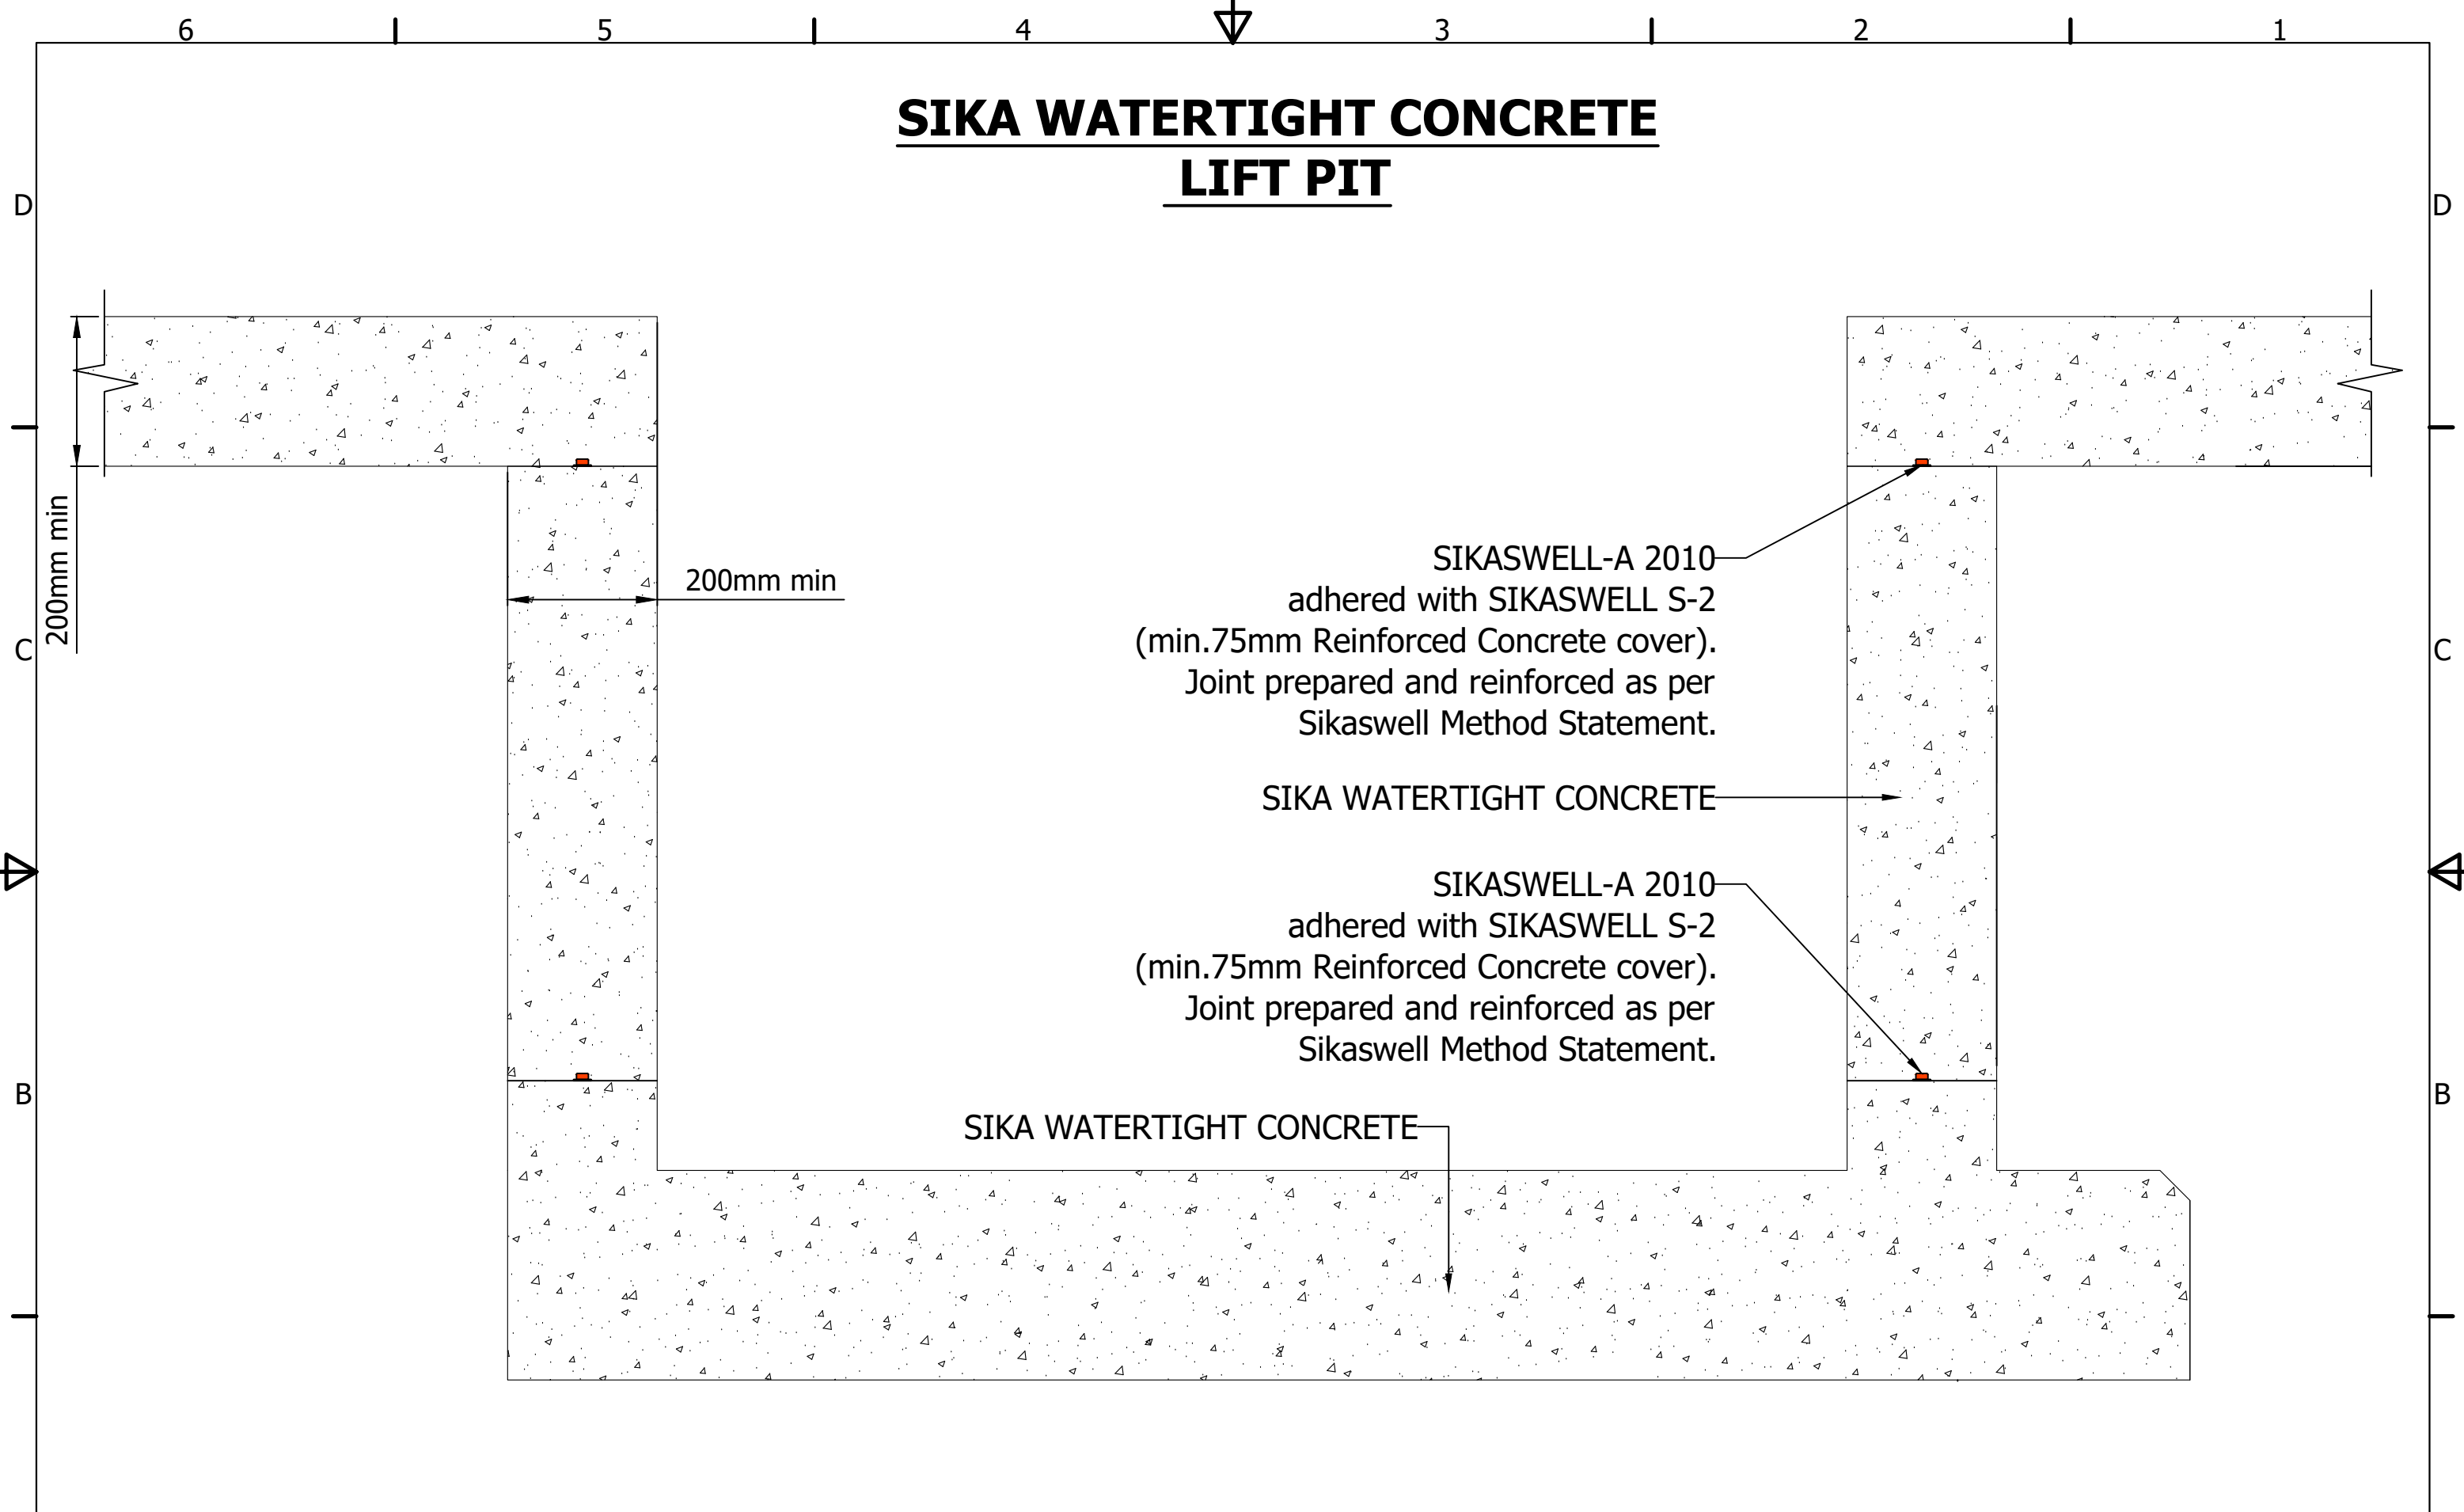 6 5 4 3 2 1
SIKA WATERTIGHT CONCRETE
LIFT PIT
D
D
200mm min
200mm min
SIKASWELL-A 2010
adhered with SIKASWELL S-2
(min.75mm Reinforced Concrete cover).
Joint prepared and reinforced as per
Sikaswell Method Statement.
C
C
SIKA WATERTIGHT CONCRETE
SIKASWELL-A 2010
adhered with SIKASWELL S-2
(min.75mm Reinforced Concrete cover).
Joint prepared and reinforced as per
Sikaswell Method Statement.
B
B
SIKA WATERTIGHT CONCRETE